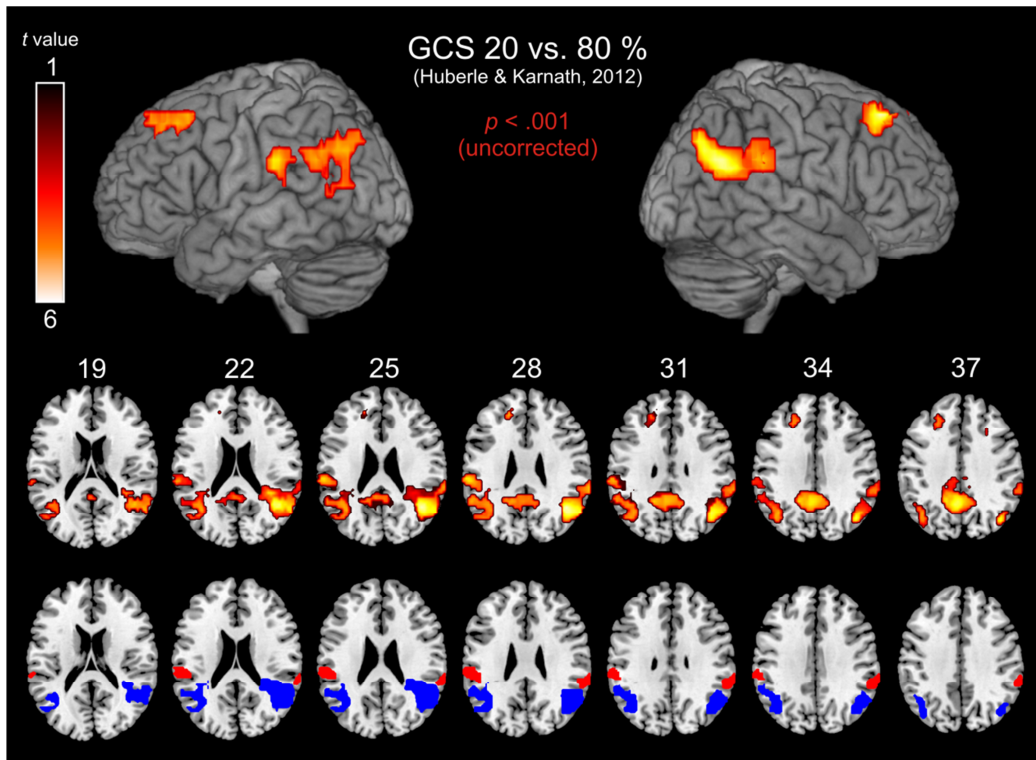 t value
1
6
GCS 20 vs. 80 %
(Huberle & Karnath, 2012)
p < .001
(uncorrected)
19 22 25 28 31 34 37